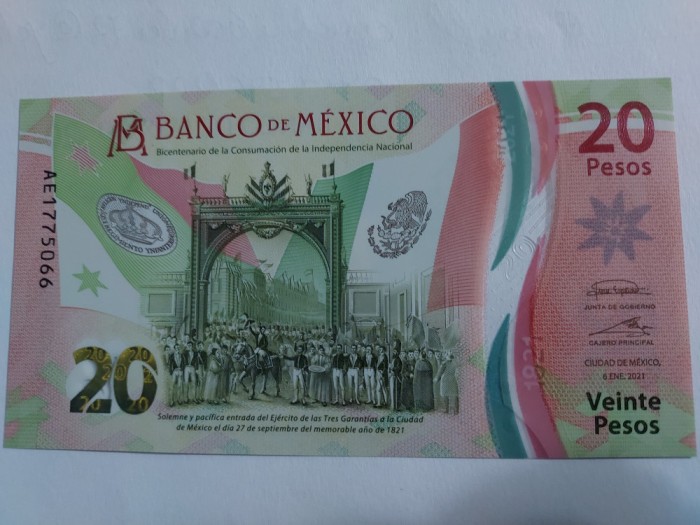 BANCO DE MÉXICO
Bicentenario de la Consumación de la Independencia Nacional
20
Pesos
AE1775066
JUNTA DE GOBIERNO
CAJERO PRINCIPAL
CIUDAD DE MÉXICO,
6 ENE. 2021
1821
20
Solemne y pacífica entrada del Ejército de las Tres Garantías a la Ciudad
de México el día 27 de septiembre del memorable año de 1821
Veinte
Pesos